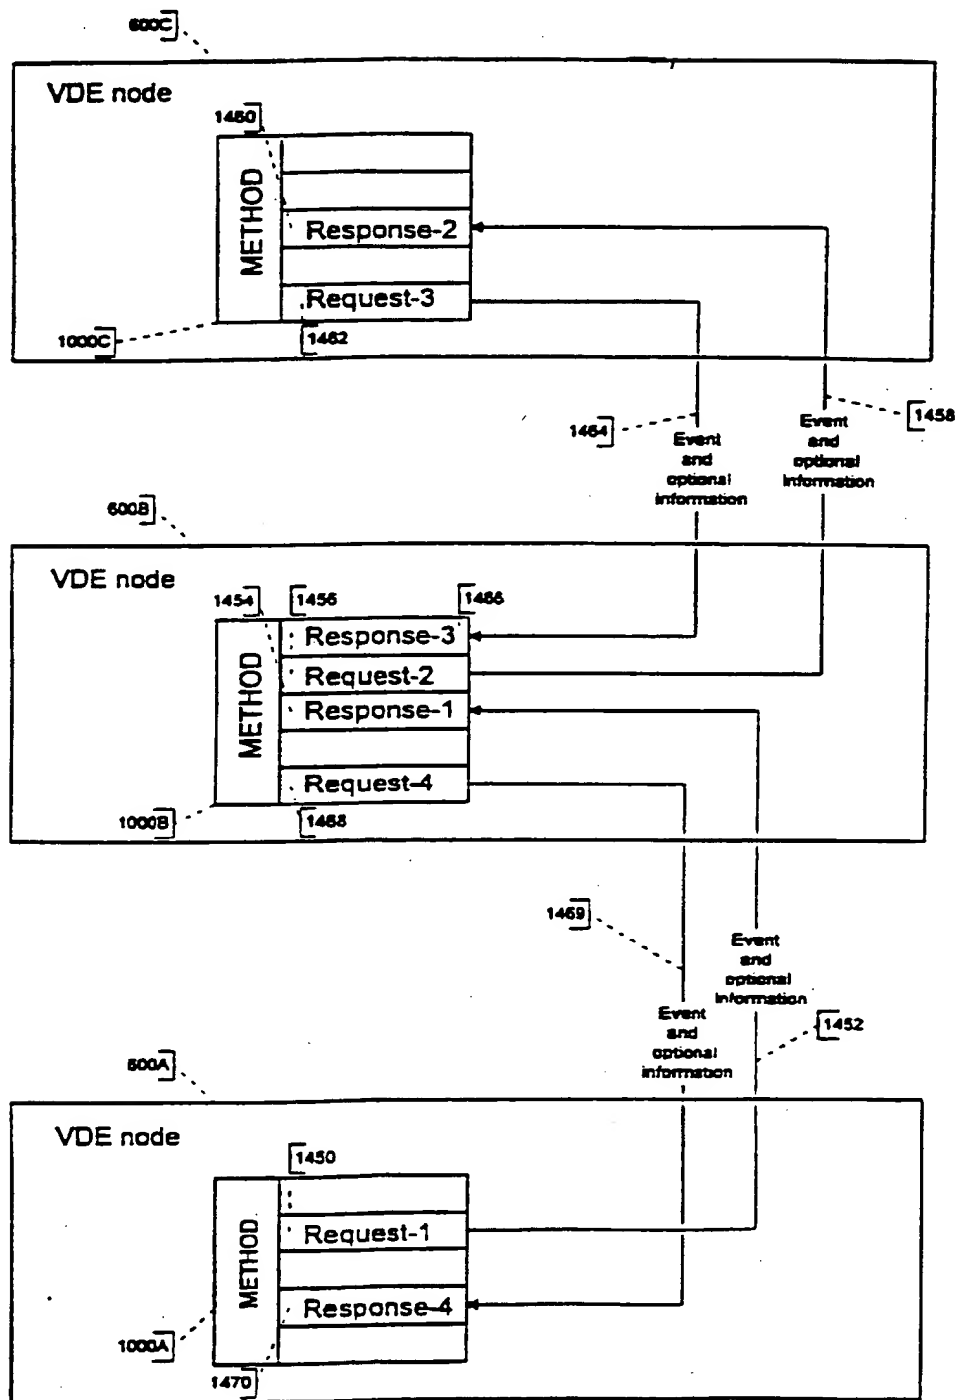 600C
VDE node
1460
METHOD
Response-2
Request-3
1000C
1462
1464
1458
Event
and
optional
information
Event
and
optional
information
600B
VDE node
1454
1456
1466
METHOD
Response-3
Request-2
Response-1
Request-4
1000B
1468
1469
Event
and
optional
information
Event
and
optional
information
1452
600A
VDE node
1450
METHOD
Request-1
Response-4
1000A
1470